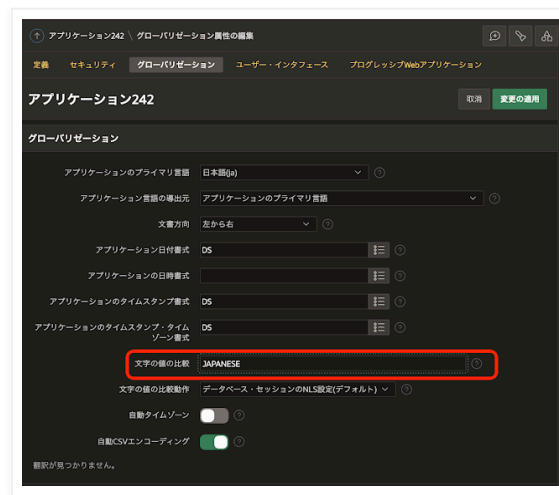 アプリケーション242 \ グローバリゼーション属性の編集
定義 セキュリティ グローバリゼーション ユーザー・インタフェース プログレッシブWebアプリケーション
アプリケーション242 取消 変更の適用
グローバリゼーション
アプリケーションのプライマリ言語 日本語(ja)
アプリケーション言語の導出元 アプリケーションのプライマリ言語
文書方向 左から右
アプリケーション日付書式 DS
アプリケーションの日時書式
アプリケーションのタイムスタンプ書式 DS
アプリケーションのタイムスタンプ・タイム DS
ゾーン書式
文字の値の比較 JAPANESE
文字の値の比較動作 データベース・セッションのNLS設定(デフォルト)
自動タイムゾーン
自動CSVエンコーディング
翻訳が見つかりません。